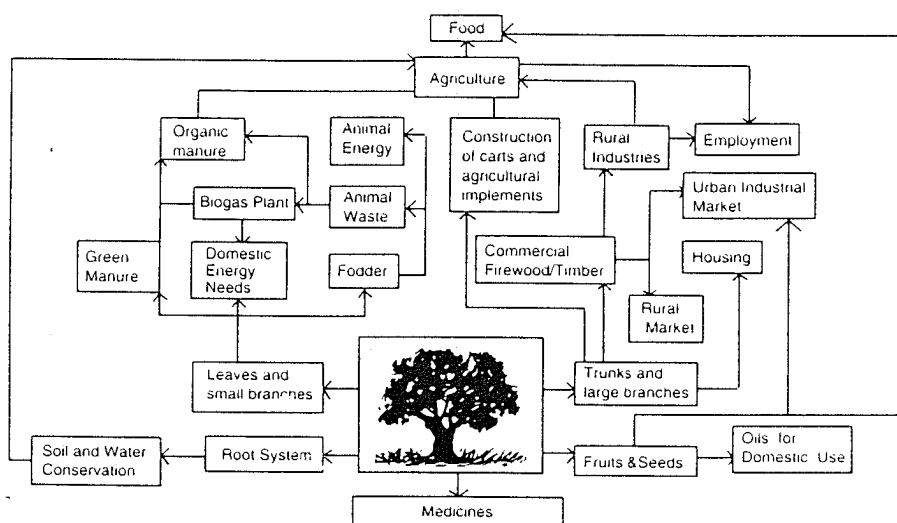 Food
Agriculture
Organic
manure
Animal
Energy
Construction
of carts and
agricultural
implements
Rural
Industries
Employment
Biogas Plant
Animal
Waste
Urban Industrial
Market
Green
Manure
Domestic
Energy
Needs
Fodder
Commercial
Firewood/Timber
Housing
Rural
Market
Leaves and
small branches
Trunks and
large branches
Soil and Water
Conservation
Root System
Fruits & Seeds
Oils for
Domestic Use
Medicines